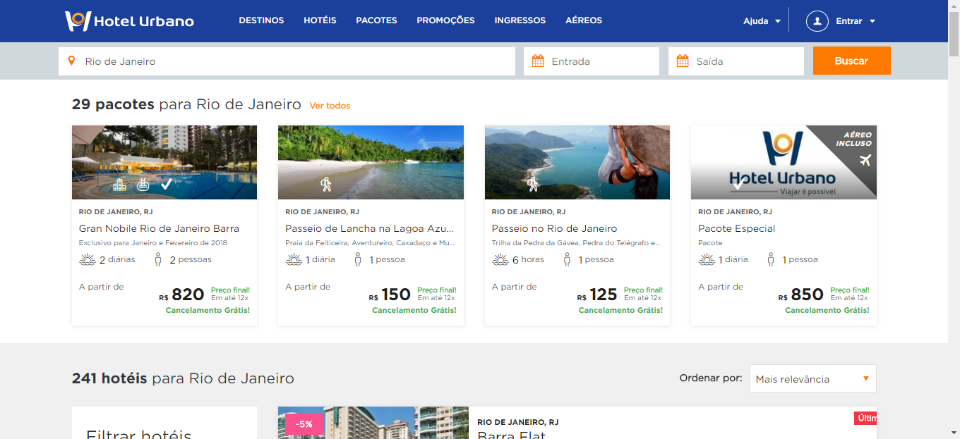 Hotel Urbano
DESTINOS HOTÉIS PACOTES PROMOÇÕES INGRESSOS AÉREOS
Ajuda Entrar
Rio de Janeiro Entrada Saída Buscar
29 pacotes para Rio de Janeiro Ver todos
AÉREO
INCLUSO
Hotel Urbano
Viajar é possível
RIO DE JANEIRO, RJ
Gran Nobile Rio de Janeiro Barra
Exclusivo para Janeiro e Fevereiro de 2018
2 diárias 2 pessoas
A partir de
R$ 820 Preço final!
Em até 12x
Cancelamento Grátis!
RIO DE JANEIRO, RJ
Passeio de Lancha na Lagoa Azu...
Praia da Feiticeira, Aventureiro, Caxadaço e Mu...
1 diária 1 pessoa
A partir de
R$ 150 Preço final!
Em até 12x
Cancelamento Grátis!
RIO DE JANEIRO, RJ
Passeio no Rio de Janeiro
Trilha da Pedra da Gávea, Pedra do Telégrafo e...
6 horas 1 pessoa
A partir de
R$ 125 Preço final!
Em até 12x
Cancelamento Grátis!
RIO DE JANEIRO, RJ
Pacote Especial
Pacote
1 diária 1 pessoa
A partir de
R$ 850 Preço final!
Em até 12x
Cancelamento Grátis!
241 hotéis para Rio de Janeiro
Ordenar por: Mais relevância
Filtrar hotéis
-5%
RIO DE JANEIRO, RJ
Barra Flat
Últim